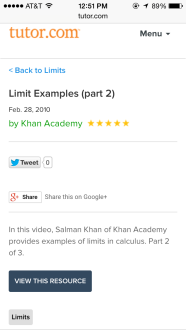 AT&T 12:51 PM 89%
tutor.com
tutor.com Menu
< Back to Limits
Limit Examples (part 2)
Feb. 28, 2010
by Khan Academy
Tweet 0
Share Share this on Google+
In this video, Salman Khan of Khan Academy
provides examples of limits in calculus. Part 2
of 3.
VIEW THIS RESOURCE
Limits